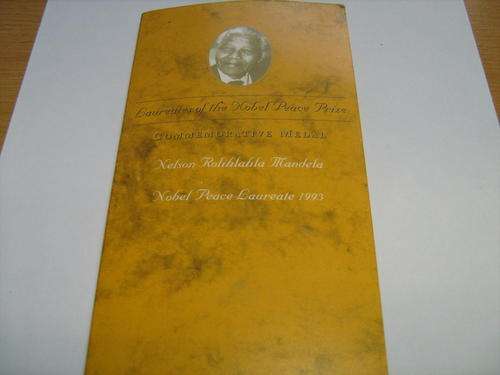 Laureates of the Nobel Peace Prize
COMMEMORATIVE MEDAL
Nelson Rolihlahla Mandela
Nobel Peace Laureate 1993